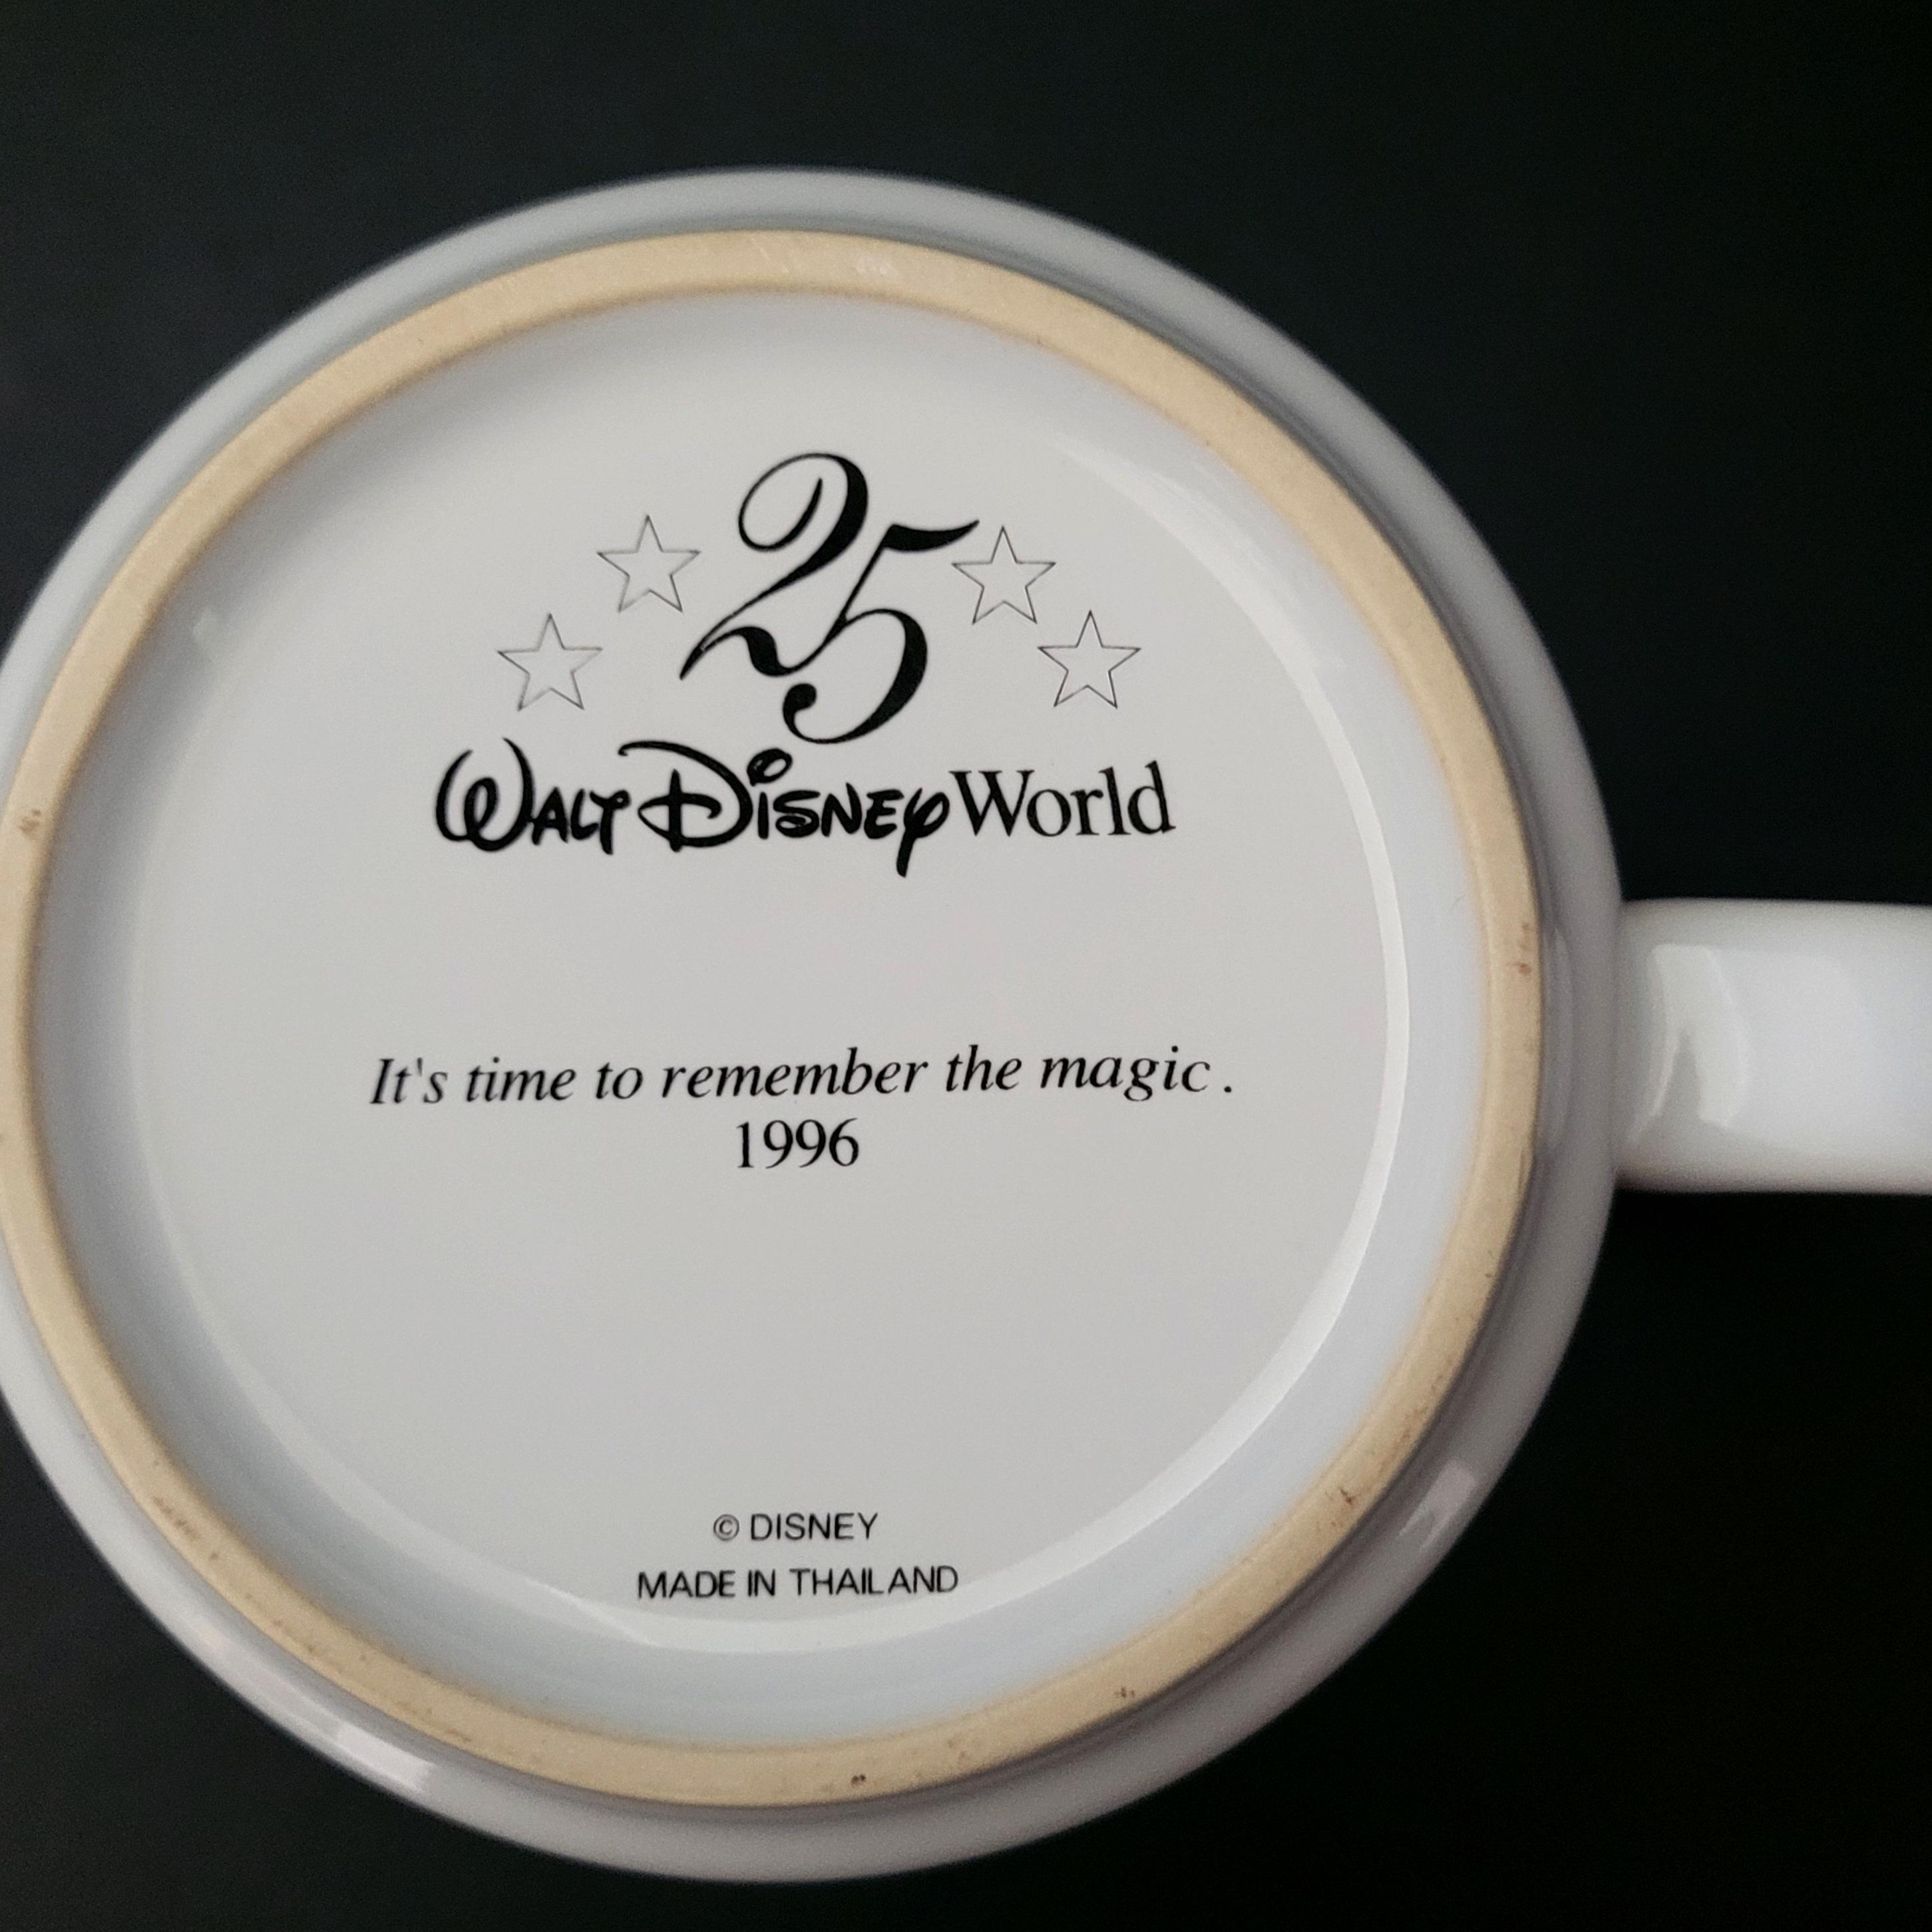 25
WALT DISNEY World
It's time to remember the magic .
1996
© DISNEY
MADE IN THAILAND